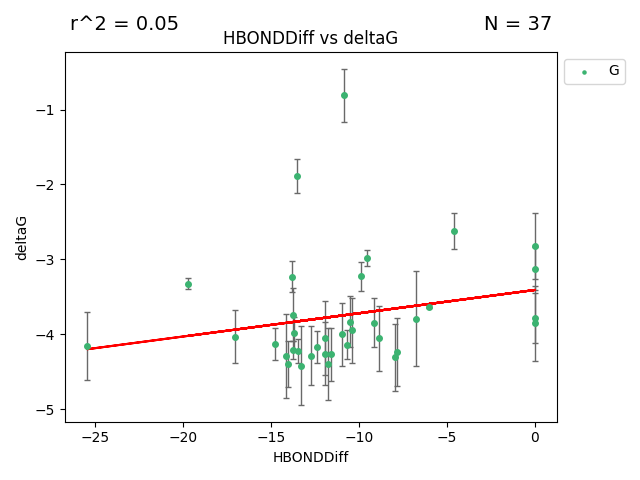 r^2 = 0.05
N = 37
HBONDDiff vs deltaG
G
−1
−2
−3
−4
−5
deltaG
−25
−20
−15
−10
−5
0
HBONDDiff